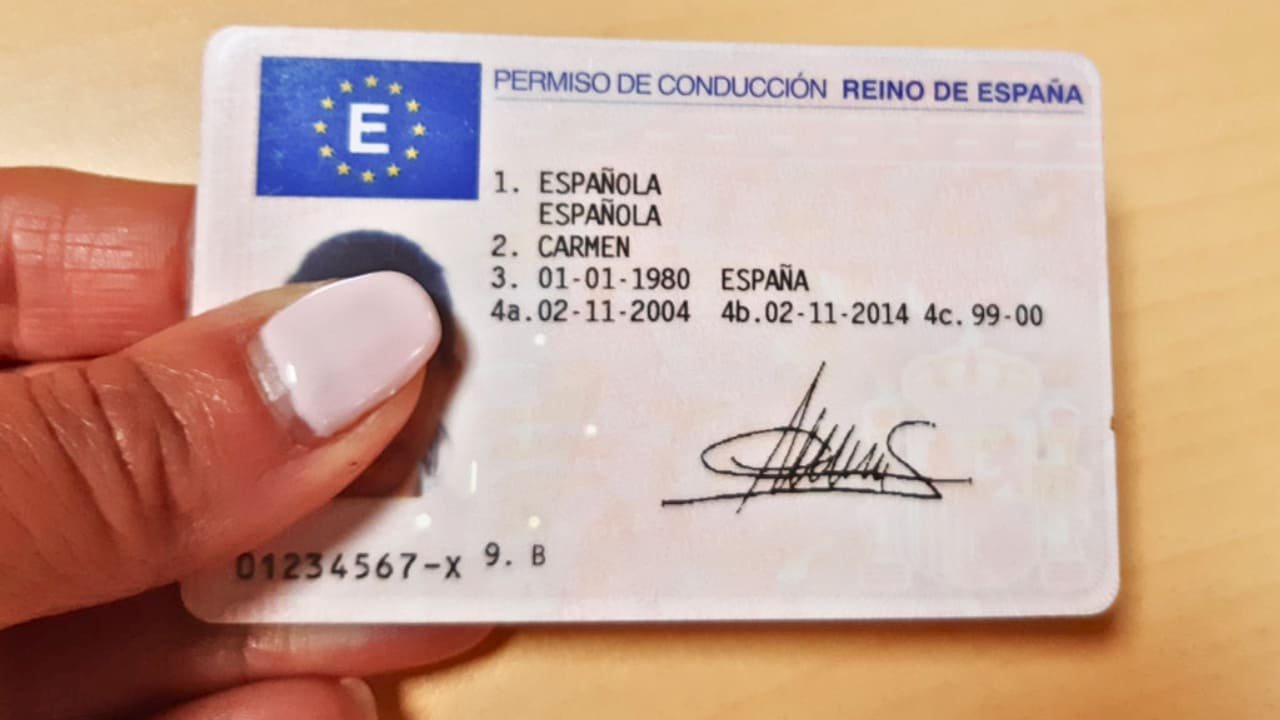 E
PERMISO DE CONDUCCIÓN REINO DE ESPAÑA
1. ESPAÑOLA
ESPAÑOLA
2. CARMEN
3. 01-01-1980 ESPAÑA
4a.02-11-2004 4b.02-11-2014 4c. 99-00
01234567-X 9. B